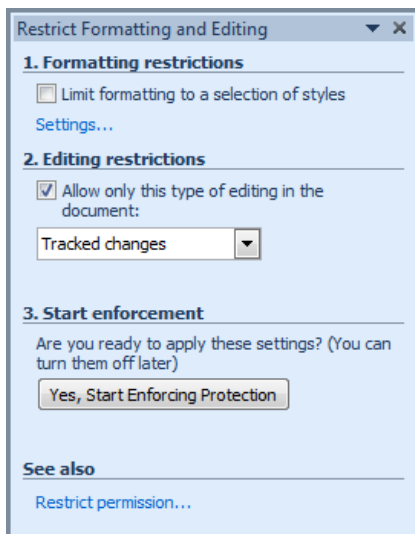 Restrict Formatting and Editing
1. Formatting restrictions
Limit formatting to a selection of styles
Settings...
2. Editing restrictions
Allow only this type of editing in the
document:
Tracked changes
3. Start enforcement
Are you ready to apply these settings? (You can
turn them off later)
Yes, Start Enforcing Protection
See also
Restrict permission...